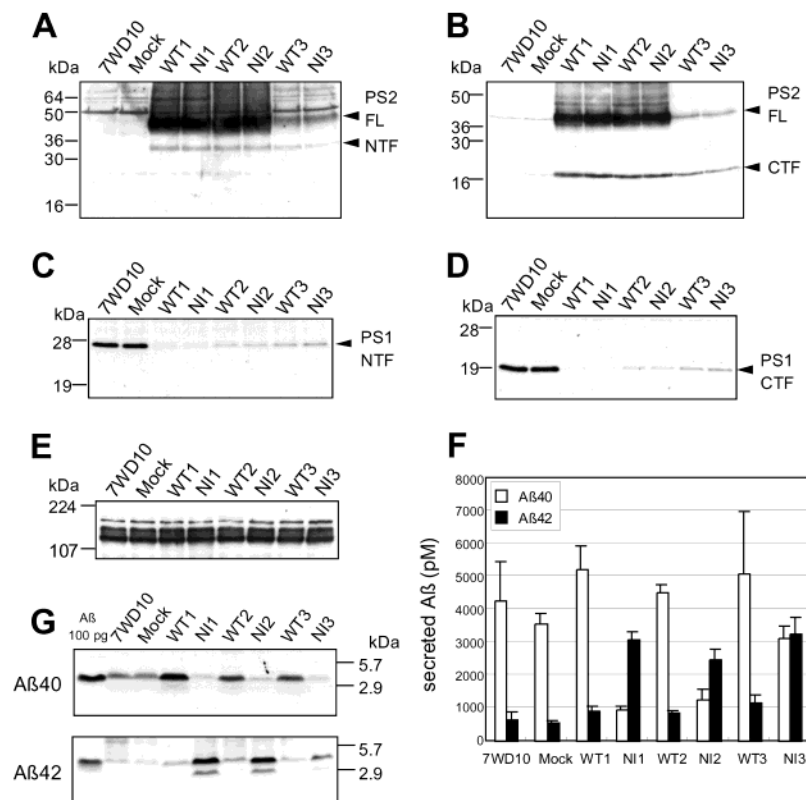 A
7WD10 Mock WT1 NI1 WT2 NI2 WT3 NI3
kDa
64
50
36
30
16
PS2
FL
NTF
B
7WD10 Mock WT1 NI1 WT2 NI2 WT3 NI3
kDa
50
36
30
16
PS2
FL
CTF
C
7WD10 Mock WT1 NI1 WT2 NI2 WT3 NI3
kDa
28
19
PS1
NTF
D
7WD10 Mock WT1 NI1 WT2 NI2 WT3 NI3
kDa
28
19
PS1
CTF
E
7WD10 Mock WT1 NI1 WT2 NI2 WT3 NI3
kDa
224
107
F
8000
7000
6000
5000
4000
3000
2000
1000
0
secreted Aß (pM)
Aß40
Aß42
7WD10 Mock WT1 NI1 WT2 NI2 WT3 NI3
G
Aß
100 pg
7WD10 Mock WT1 NI1 WT2 NI2 WT3 NI3
kDa
Aß40
5.7
2.9
Aß42
5.7
2.9